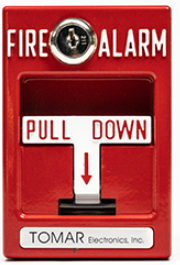 FIRE ALARM
PULL DOWN
TOMAR Electronics, Inc.